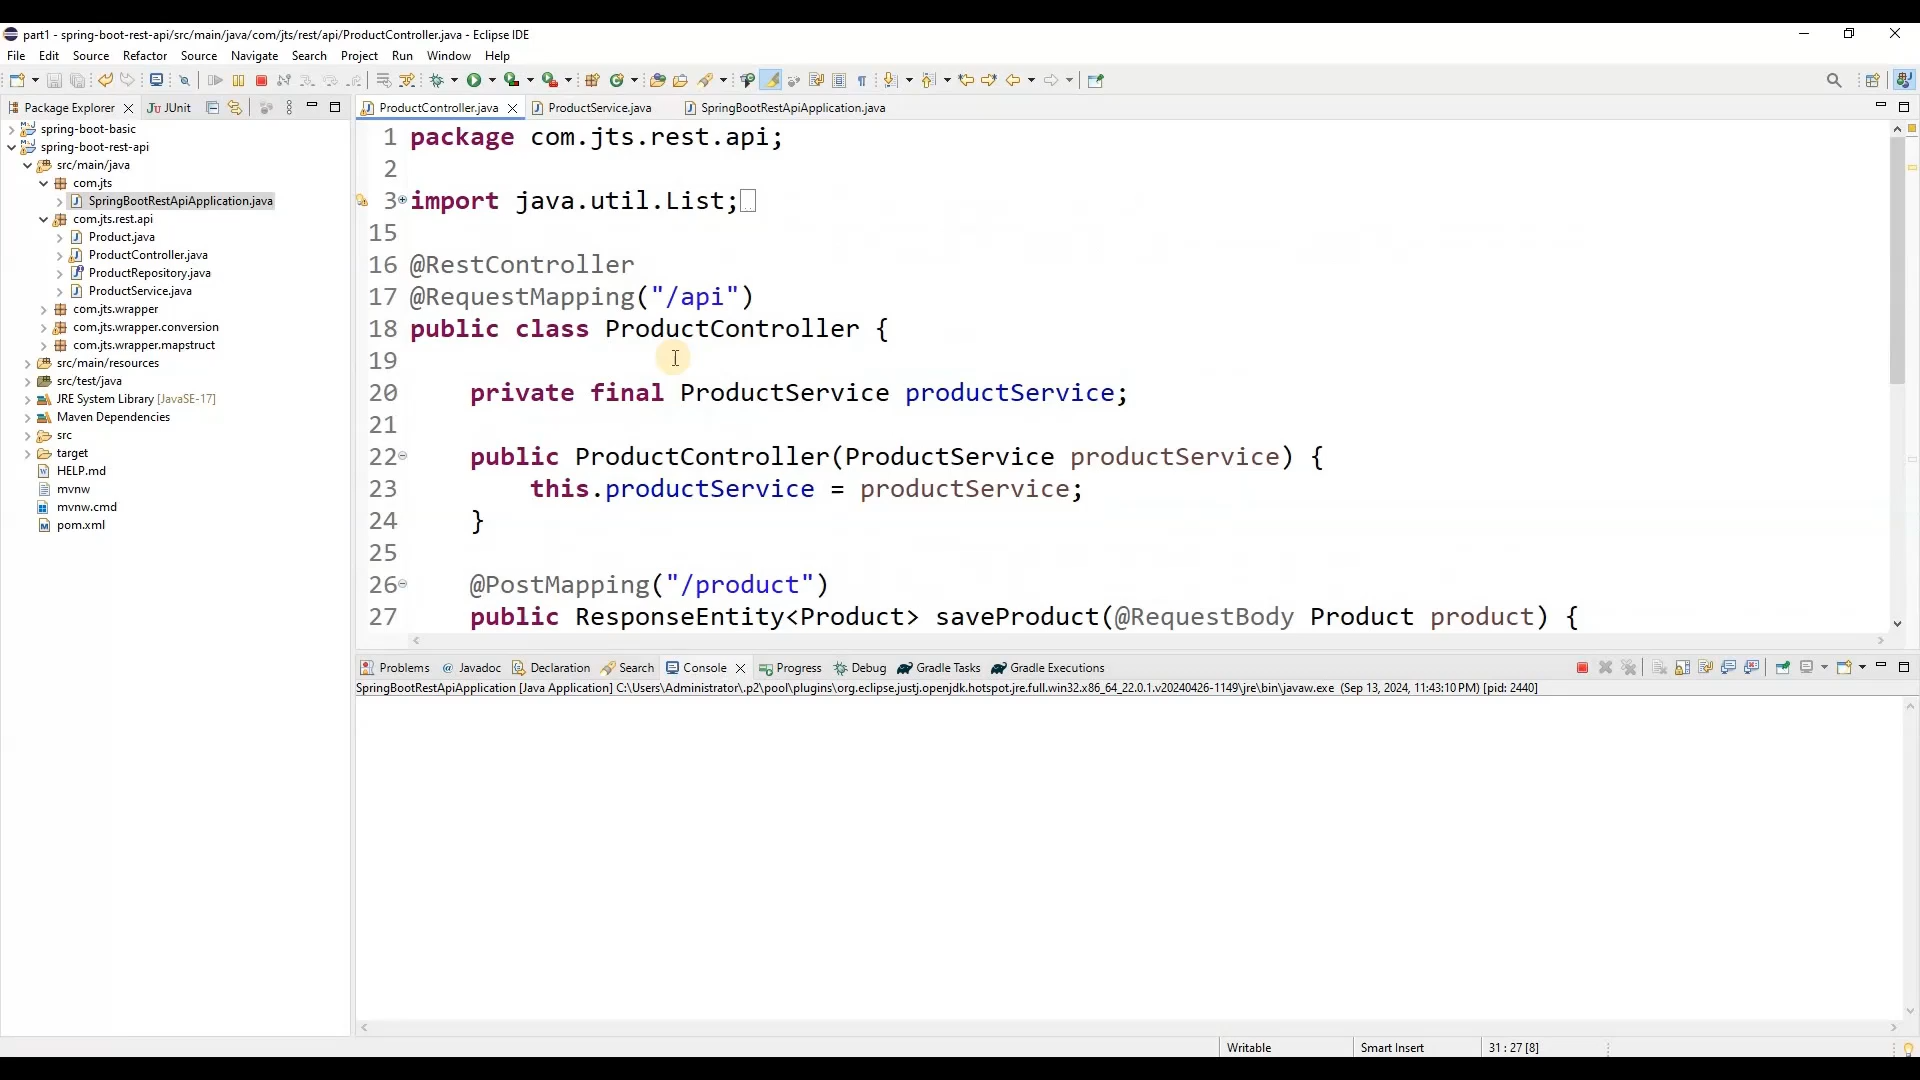 part1 - spring-boot-rest-api/src/main/java/com/jts/rest/api/ProductController.java - Eclipse IDE
File Edit Source Refactor Source Navigate Search Project Run Window Help
Package Explorer JUnit
spring-boot-basic
spring-boot-rest-api
src/main/java
com.jts
SpringBootRestApiApplication.java
com.jts.rest.api
Product.java
ProductController.java
ProductRepository.java
ProductService.java
com.jts.wrapper
com.jts.wrapper.conversion
com.jts.wrapper.mapstruct
src/main/resources
src/test/java
JRE System Library [JavaSE-17]
Maven Dependencies
src
target
HELP.md
mvnw
mvnw.cmd
pom.xml
ProductController.java ProductService.java SpringBootRestApiApplication.java
1 package com.jts.rest.api;
2
3 import java.util.List;
15
16 @RestController
17 @RequestMapping("/api")
18 public class ProductController {
19
20 private final ProductService productService;
21
22 public ProductController(ProductService productService) {
23 this.productService = productService;
24 }
25
26 @PostMapping("/product")
27 public ResponseEntity<Product> saveProduct(@RequestBody Product product) {
Problems Javadoc Declaration Search Console Progress Debug Gradle Tasks Gradle Executions
SpringBootRestApiApplication [Java Application] C:\Users\Administrator\.p2\pool\plugins\org.eclipse.justj.openjdk.hotspot.jre.full.win32.x86_64_22.0.1.v20240426-1149\jre\bin\javaw.exe (Sep 13, 2024, 11:43:10 PM) [pid: 2440]
Writable Smart Insert 31 : 27 [8]